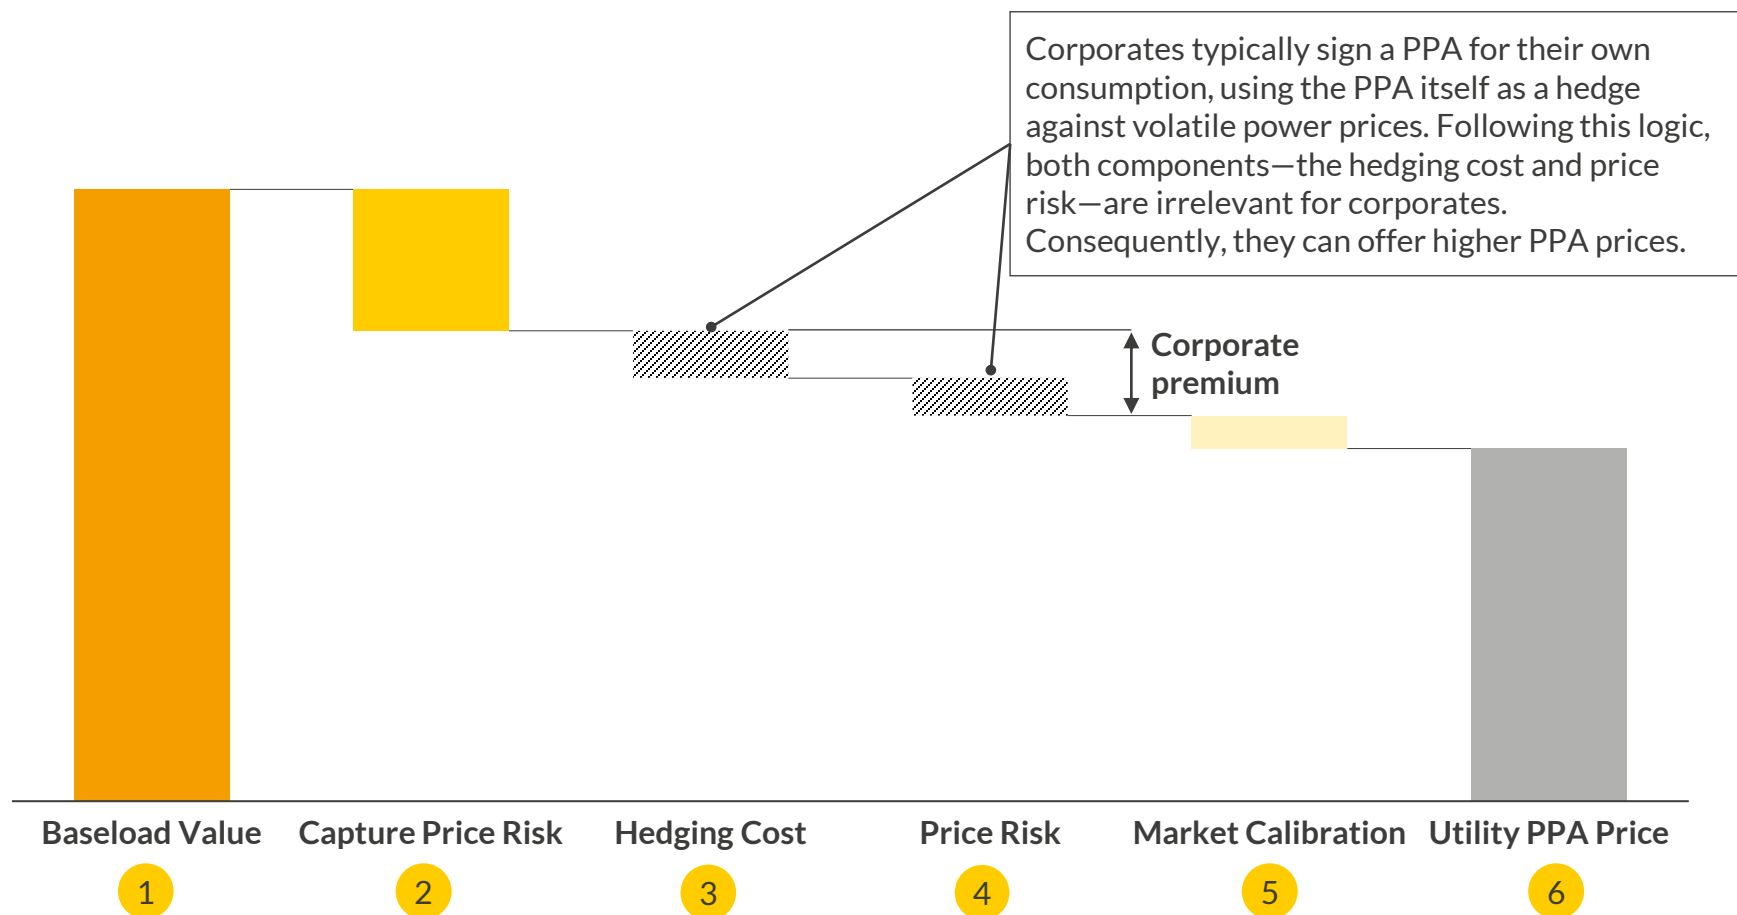 Corporates typically sign a PPA for their own
consumption, using the PPA itself as a hedge
against volatile power prices. Following this logic,
both components—the hedging cost and price
risk—are irrelevant for corporates.
Consequently, they can offer higher PPA prices.
Corporate
premium
Baseload Value
Capture Price Risk
Hedging Cost
Price Risk
Market Calibration
Utility PPA Price
1
2
3
4
5
6